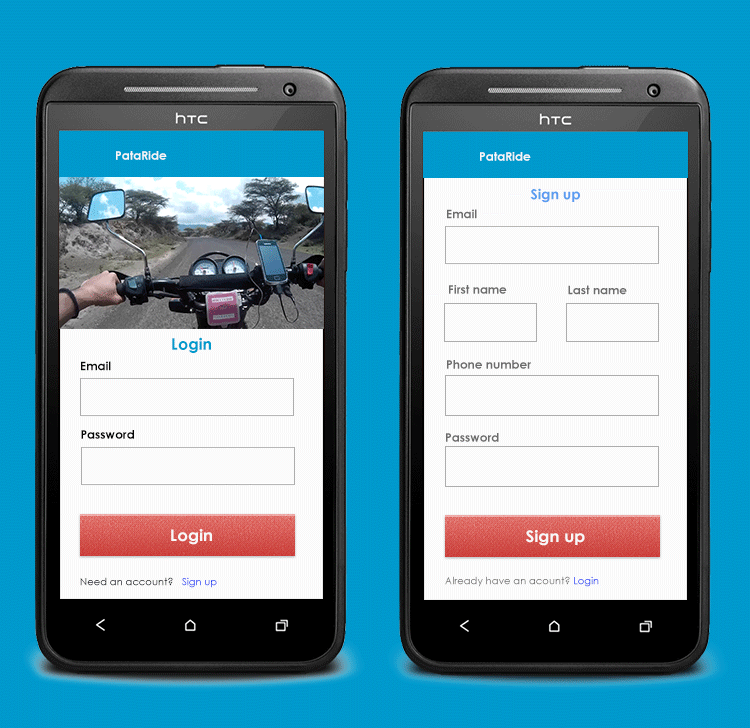 hTC
PataRide
Login
Email
Password
Login
Need an account? Sign up
hTC
PataRide
Sign up
Email
First name Last name
Phone number
Password
Sign up
Already have an acount? Login